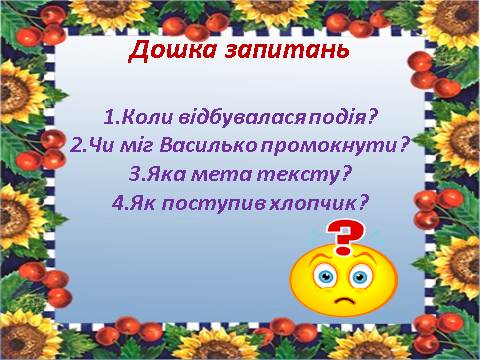 Дошка запитань
1.Коли відбувалася подія?
2.Чи міг Василько промокнути?
3.Яка мета тексту?
4.Як поступив хлопчик?
?